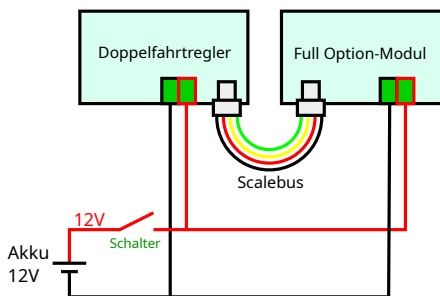 Doppelfahrtregler
Full Option-Modul
Scalebus
12V
Schalter
Akku
12V